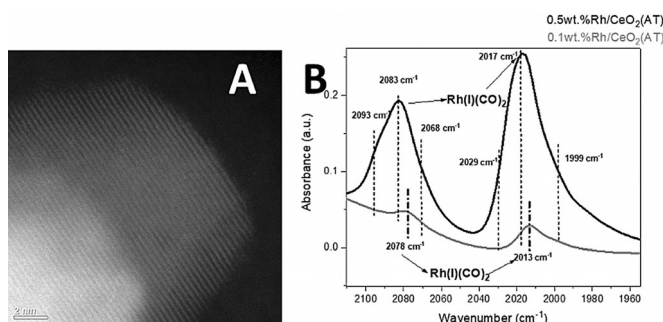 A
2 nm
B
0.5wt.%Rh/CeO₂(AT)
0.1wt.%Rh/CeO₂(AT)
2017 cm⁻¹
2083 cm⁻¹
Rh(I)(CO)₂
2093 cm⁻¹
2068 cm⁻¹
2029 cm⁻¹
1999 cm⁻¹
2078 cm⁻¹
2013 cm⁻¹
Rh(I)(CO)₂
Absorbance (a.u.)
0.2
0.1
0.0
2100 2080 2060 2040 2020 2000 1980 1960
Wavenumber (cm⁻¹)